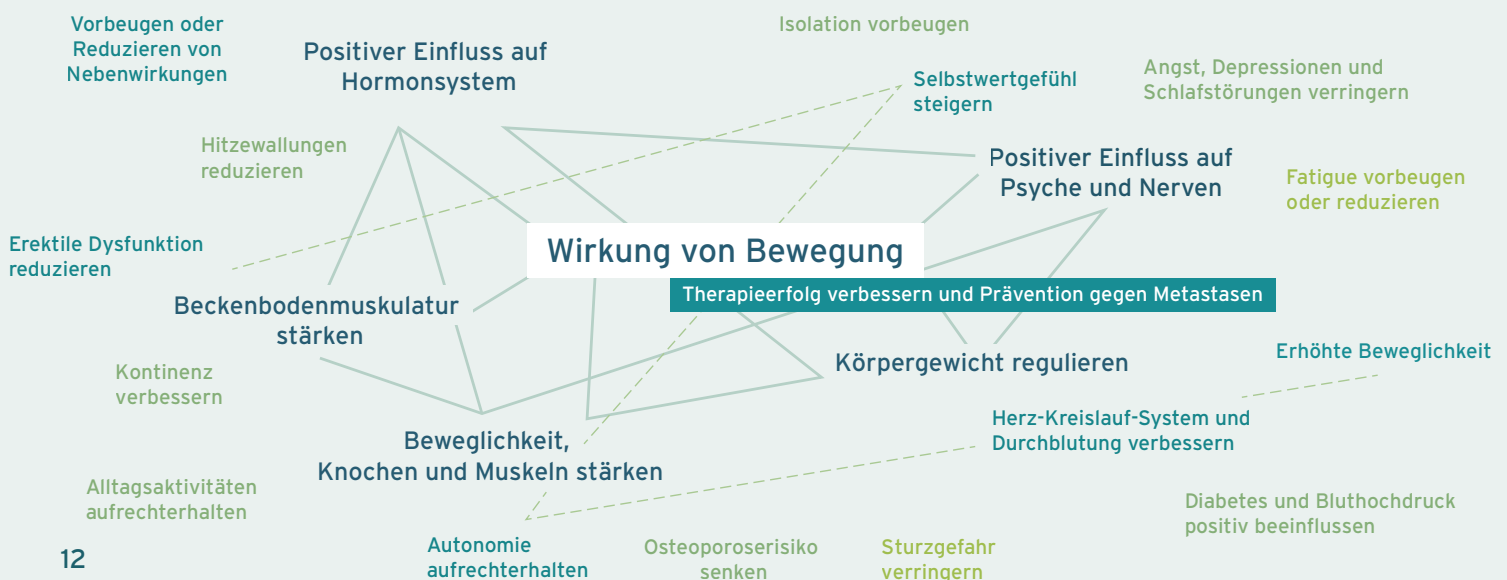 Vorbeugen oder
Reduzieren von
Nebenwirkungen
Positiver Einfluss auf
Hormonsystem
Isolation vorbeugen
Selbstwertgefühl
steigern
Angst, Depressionen und
Schlafstörungen verringern
Hitzewallungen
reduzieren
Positiver Einfluss auf
Psyche und Nerven
Fatigue vorbeugen
oder reduzieren
Erektile Dysfunktion
reduzieren
Wirkung von Bewegung
Therapieerfolg verbessern und Prävention gegen Metastasen
Beckenbodenmuskulatur
stärken
Körpergewicht regulieren
Erhöhte Beweglichkeit
Kontinenz
verbessern
Herz-Kreislauf-System und
Durchblutung verbessern
Beweglichkeit,
Knochen und Muskeln stärken
Alltagsaktivitäten
aufrechterhalten
Diabetes und Bluthochdruck
positiv beeinflussen
Autonomie
aufrechterhalten
Osteoporoserisiko
senken
Sturzgefahr
verringern
12